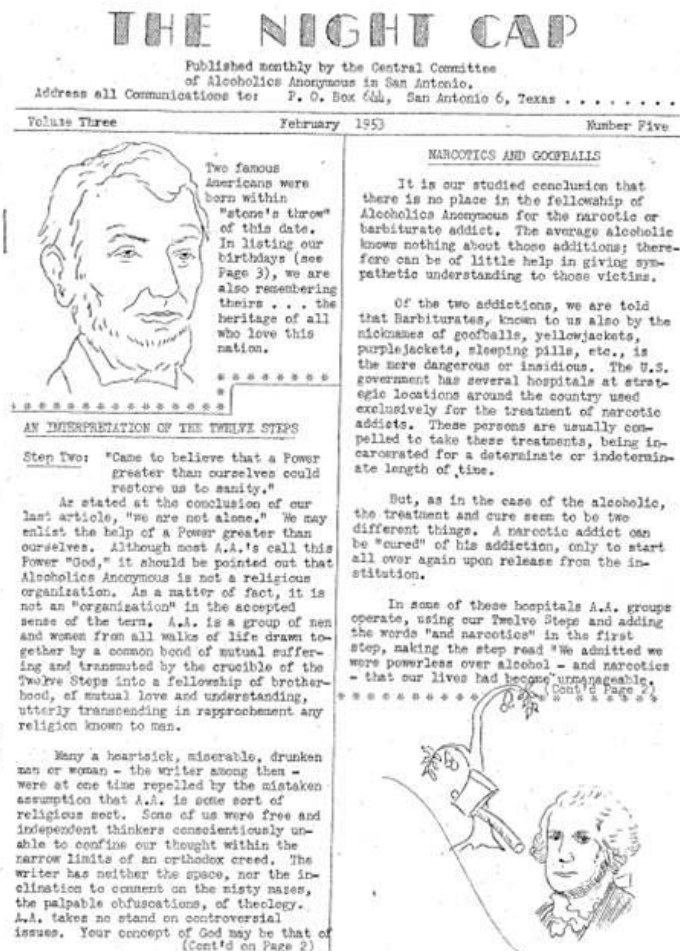 THE NIGHT CAP
Published monthly by the Central Committee
of Alcoholics Anonymous in San Antonio.
Address all Communications to: P. O. Box 644, San Antonio 6, Texas . . . . . . . .
Volume Three February 1953 Number Five
Two famous
Americans were
born within
"stone's throw"
of this date.
In listing our
birthdays (see
Page 3), we are
also remembering
theirs . . . the
heritage of all
who love this
nation.
AN INTERPRETATION OF THE TWELVE STEPS
Step Two: "Came to believe that a Power
greater than ourselves could
restore us to sanity."
As stated at the conclusion of our
last article, "we are not alone." We may
enlist the help of a Power greater than
ourselves. Although most A.A.'s call this
Power "God," it should be pointed out that
Alcoholics Anonymous is not a religious
organization. As a matter of fact, it is
not an "organization" in the accepted
sense of the term. A.A. is a group of men
and women from all walks of life drawn to-
gether by a common bond of mutual suffer-
ing and transmuted by the crucible of the
Twelve Steps into a fellowship of brother-
hood, of mutual love and understanding,
utterly transcending in rapprochement any
religion known to man.
Many a heartsick, miserable, drunken
man or woman - the writer among them -
were at one time repelled by the mistaken
assumption that A.A. is some sort of
religious sect. Some of us were free and
independent thinkers conscientiously un-
able to confine our thought within the
narrow limits of an orthodox creed. The
writer has neither the space, nor the in-
clination to comment on the misty mazes,
the palpable obfuscations, of theology.
A.A. takes no stand on controversial
issues. Your concept of God may be that of
(Cont'd on Page 2)
NARCOTICS AND GOOFBALLS
It is our studied conclusion that
there is no place in the fellowship of
Alcoholics Anonymous for the narcotic or
barbiturate addict. The average alcoholic
knows nothing about those additions; there-
fore can be of little help in giving sym-
pathetic understanding to those victims.
Of the two addictions, we are told
that Barbiturates, known to us also by the
nicknames of goofballs, yellowjackets,
purplejackets, sleeping pills, etc., is
the more dangerous or insidious. The U.S.
government has several hospitals at strat-
egic locations around the country used
exclusively for the treatment of narcotic
addicts. These persons are usually com-
pelled to take these treatments, being in-
carcerated for a determinate or indetermin-
ate length of time.
But, as in the case of the alcoholic,
the treatment and cure seem to be two
different things. A narcotic addict can
be "cured" of his addiction, only to start
all over again upon release from the in-
stitution.
In some of these hospitals A.A. groups
operate, using our Twelve Steps and adding
the words "and narcotics" in the first
step, making the step read "We admitted we
were powerless over alcohol - and narcotics
- that our lives had become unmanageable.
(Cont'd Page 2)